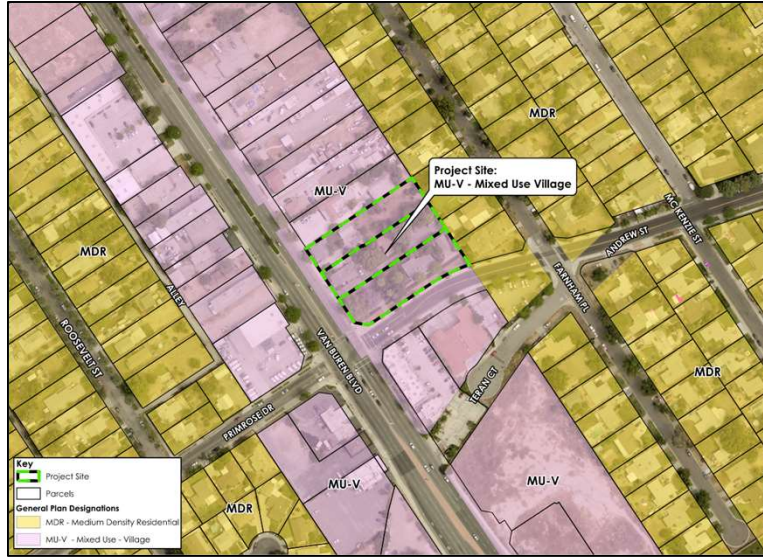 MDR
MC KENZIE ST
Project Site:
MU-V - Mixed Use Village
MU-V
ANDREW ST
FARNHAM PL
MDR
ALLEY
ROOSEVELT ST
VAN BUREN BLVD
TERAN CT
MDR
PRIMROSE DR
MDR
MU-V
MU-V
Key
Project Site
Parcels
General Plan Designations
MDR - Medium Density Residential
MU-V - Mixed Use - Village